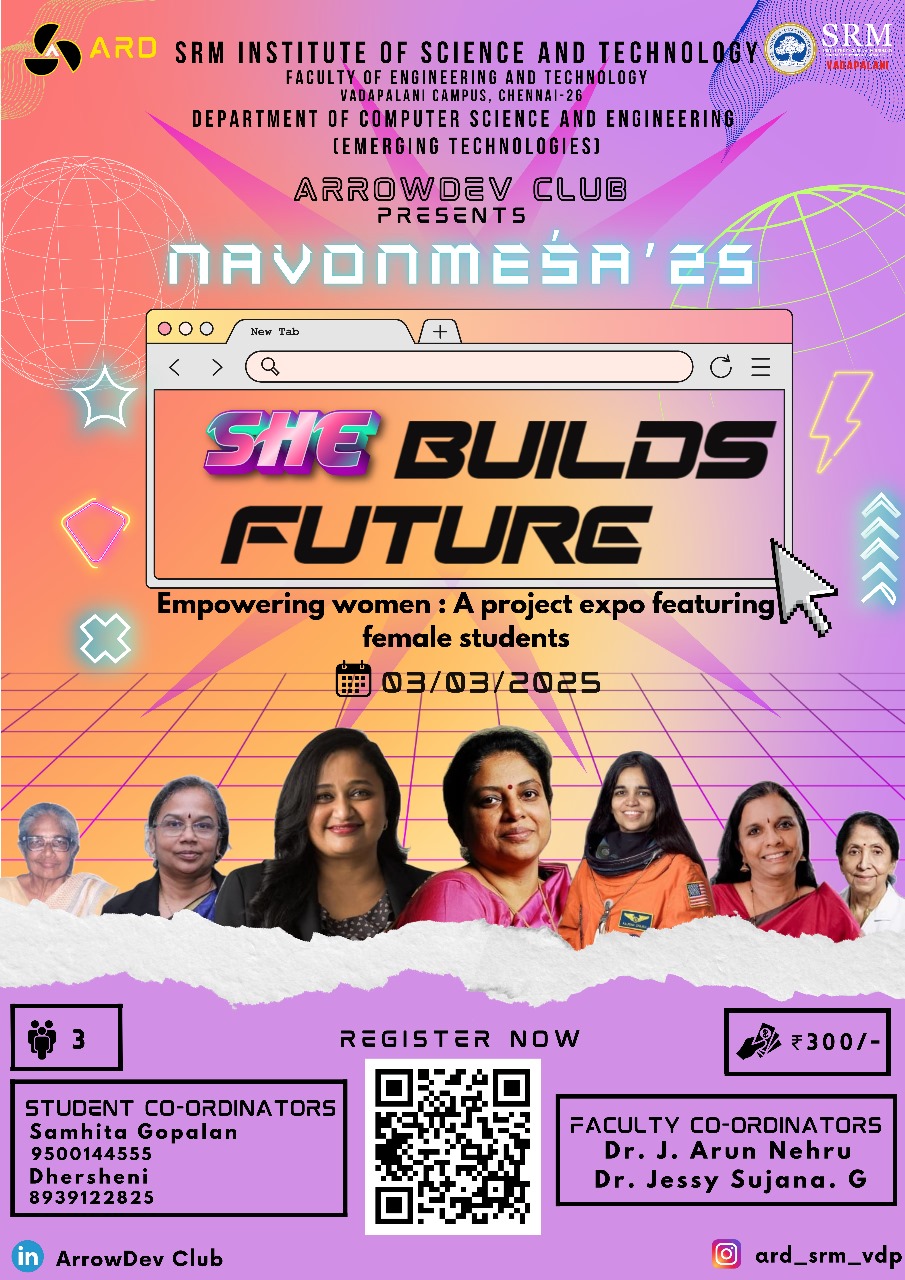 ARD
SRM INSTITUTE OF SCIENCE AND TECHNOLOGY
SRM
VADAPALANI
FACULTY OF ENGINEERING AND TECHNOLOGY
VADAPALANI CAMPUS, CHENNAI-26
DEPARTMENT OF COMPUTER SCIENCE AND ENGINEERING
(EMERGING TECHNOLOGIES)
ARROWDEV CLUB
PRESENTS
NAVONMEŚA'25
New Tab
SHE BUILDS
FUTURE
Empowering women : A project expo featuring
female students
03/03/2025
3
REGISTER NOW
₹300/-
STUDENT CO-ORDINATORS
Samhita Gopalan
9500144555
Dhersheni
8939122825
FACULTY CO-ORDINATORS
Dr. J. Arun Nehru
Dr. Jessy Sujana. G
in ArrowDev Club
ard_srm_vdp